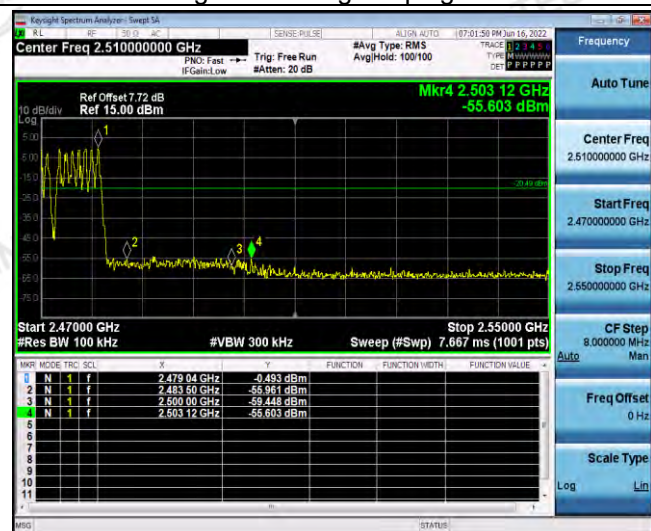 Keysight Spectrum Analyzer - Swept SA
RL RF 50 Ω AC SENSE:PULSE ALIGN AUTO 07:01:50 PM Jun 16, 2022
Center Freq 2.510000000 GHz
PNO: Fast
IFGain:Low
Trig: Free Run
#Atten: 20 dB
#Avg Type: RMS
Avg|Hold: 100/100
TRACE 1 2 3 4 5 6
TYPE M W W W W W
DET P P P P P P
Ref Offset 7.72 dB
10 dB/div Ref 15.00 dBm
Log
Mkr4 2.503 12 GHz
-55.603 dBm
5.00
-5.00
-15.0
-25.0
-35.0
-45.0
-55.0
-65.0
-75.0
1
2
3
4
-20.49 dBm
Start 2.47000 GHz Stop 2.55000 GHz
#Res BW 100 kHz #VBW 300 kHz Sweep (#Swp) 7.667 ms (1001 pts)
MKR MODE TRC SCL X Y FUNCTION FUNCTION WIDTH FUNCTION VALUE
1 N 1 f 2.479 04 GHz -0.493 dBm
2 N 1 f 2.483 50 GHz -55.961 dBm
3 N 1 f 2.500 00 GHz -59.448 dBm
4 N 1 f 2.503 12 GHz -55.603 dBm
5
6
7
8
9
10
11
MSG STATUS
Frequency
Auto Tune
Center Freq
2.510000000 GHz
Start Freq
2.470000000 GHz
Stop Freq
2.550000000 GHz
CF Step
8.000000 MHz
Auto Man
Freq Offset
0 Hz
Scale Type
Log Lin